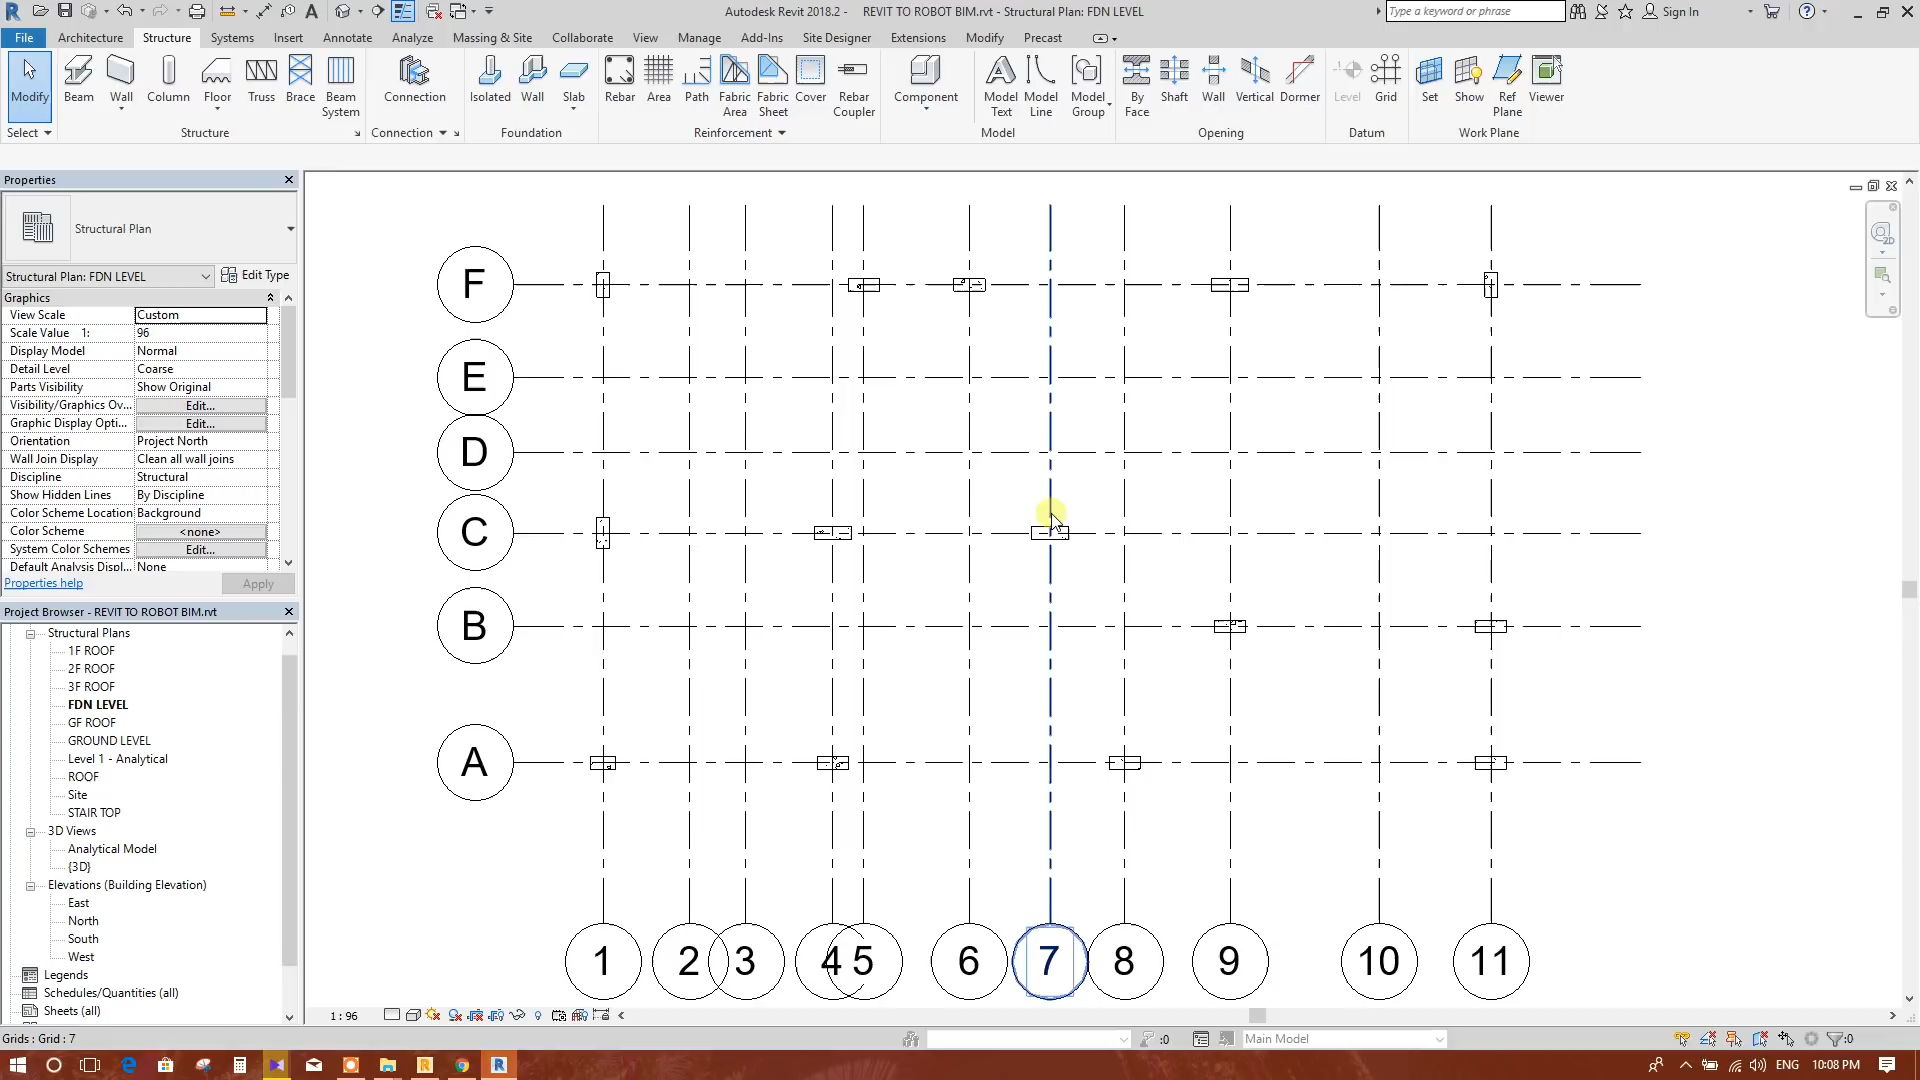 Autodesk Revit 2018.2 - REVIT TO ROBOT BIM.rvt - Structural Plan: FDN LEVEL
Type a keyword or phrase
Sign In
File Architecture Structure Systems Insert Annotate Analyze Massing & Site Collaborate View Manage Add-Ins Site Designer Extensions Modify Precast
Modify Beam Wall Column Floor Truss Brace Beam System Connection Isolated Wall Slab Rebar Area Path Fabric Area Fabric Sheet Cover Rebar Coupler Component Model Text Model Line Model Group By Face Shaft Wall Vertical Dormer Level Grid Set Show Ref Plane Viewer
Select Structure Connection Foundation Reinforcement Model Opening Datum Work Plane
Properties
Structural Plan
Structural Plan: FDN LEVEL Edit Type
Graphics
View Scale Custom
Scale Value 1: 96
Display Model Normal
Detail Level Coarse
Parts Visibility Show Original
Visibility/Graphics Ov... Edit...
Graphic Display Opti... Edit...
Orientation Project North
Wall Join Display Clean all wall joins
Discipline Structural
Show Hidden Lines By Discipline
Color Scheme Location Background
Color Scheme <none>
System Color Schemes Edit...
Default Analysis Displ... None
Properties help Apply
Project Browser - REVIT TO ROBOT BIM.rvt
Structural Plans
1F ROOF
2F ROOF
3F ROOF
FDN LEVEL
GF ROOF
GROUND LEVEL
Level 1 - Analytical
ROOF
Site
STAIR TOP
3D Views
Analytical Model
{3D}
Elevations (Building Elevation)
East
North
South
West
Legends
Schedules/Quantities (all)
Sheets (all)
F
E
D
C
B
A
1 2 3 4 5 6 7 8 9 10 11
1 : 96
Grids : Grid : 7
:0
Main Model
:0
ENG
10:08 PM